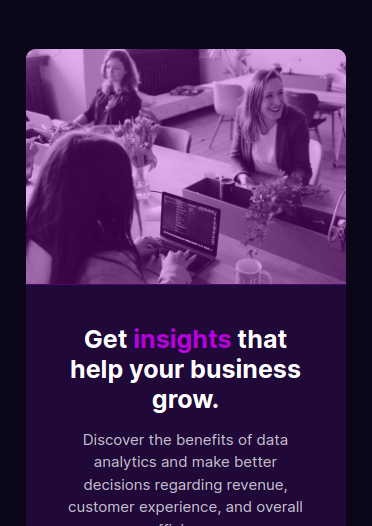 Get insights that
help your business
grow.
Discover the benefits of data
analytics and make better
decisions regarding revenue,
customer experience, and overall